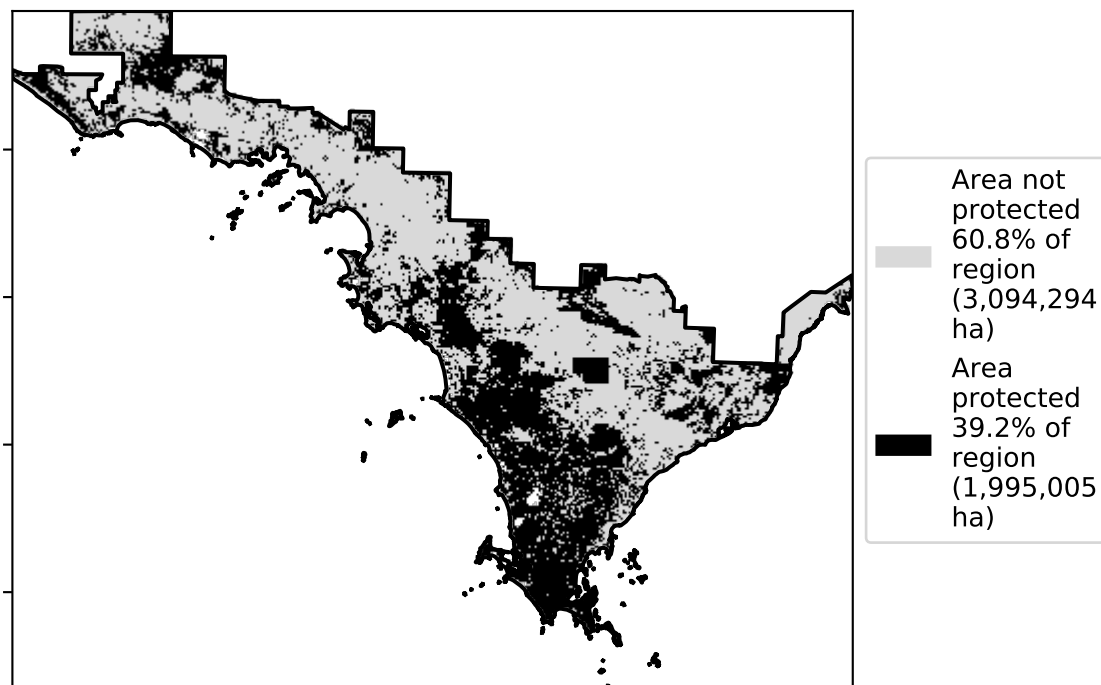 Area not
protected
60.8% of
region
(3,094,294
ha)
Area
protected
39.2% of
region
(1,995,005
ha)